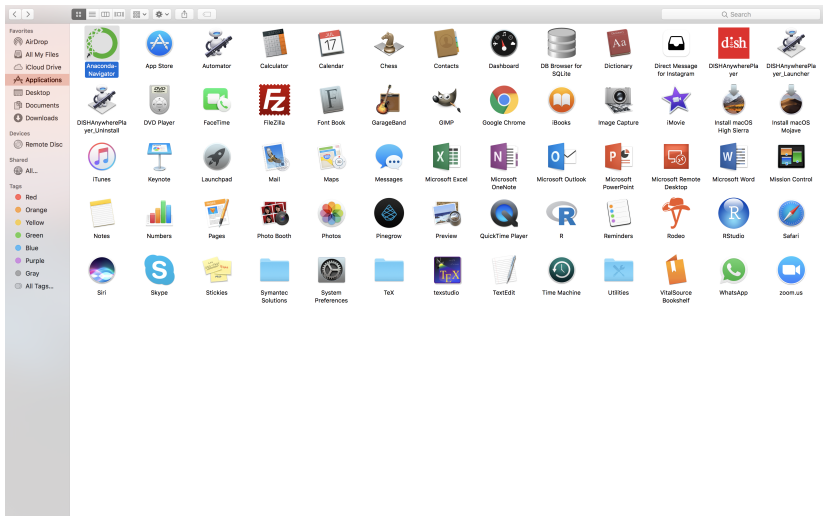 Search
Favorites
AirDrop
All My Files
iCloud Drive
Applications
Desktop
Documents
Downloads
Devices
Remote Disc
Shared
All...
Tags
Red
Orange
Yellow
Green
Blue
Purple
Gray
All Tags...
Anaconda-
Navigator
App Store
Automator
Calculator
17
Calendar
Chess
Contacts
Dashboard
DB Browser for
SQLite
Aa
Dictionary
Direct Message
for Instagram
dish
DISHAnywherePla
yer
DISHAnywherePla
yer_Launcher
DISHAnywherePla
yer_Uninstall
DVD
DVD Player
FaceTime
Fz
FileZilla
F
Font Book
GarageBand
GIMP
Google Chrome
iBooks
Image Capture
iMovie
Install macOS
High Sierra
Install macOS
Mojave
iTunes
Keynote
Launchpad
Mail
Maps
Messages
X
Microsoft Excel
N
Microsoft
OneNote
O
Microsoft Outlook
P
Microsoft
PowerPoint
Microsoft Remote
Desktop
W
Microsoft Word
Mission Control
Notes
Numbers
Pages
Photo Booth
Photos
Pinegrow
Preview
QuickTime Player
R
R
Reminders
Rodeo
R
RStudio
Safari
Siri
S
Skype
Stickies
Symantec
Solutions
System
Preferences
TeX
TEX
texstudio
TextEdit
Time Machine
Utilities
VitalSource
Bookshelf
WhatsApp
zoom.us